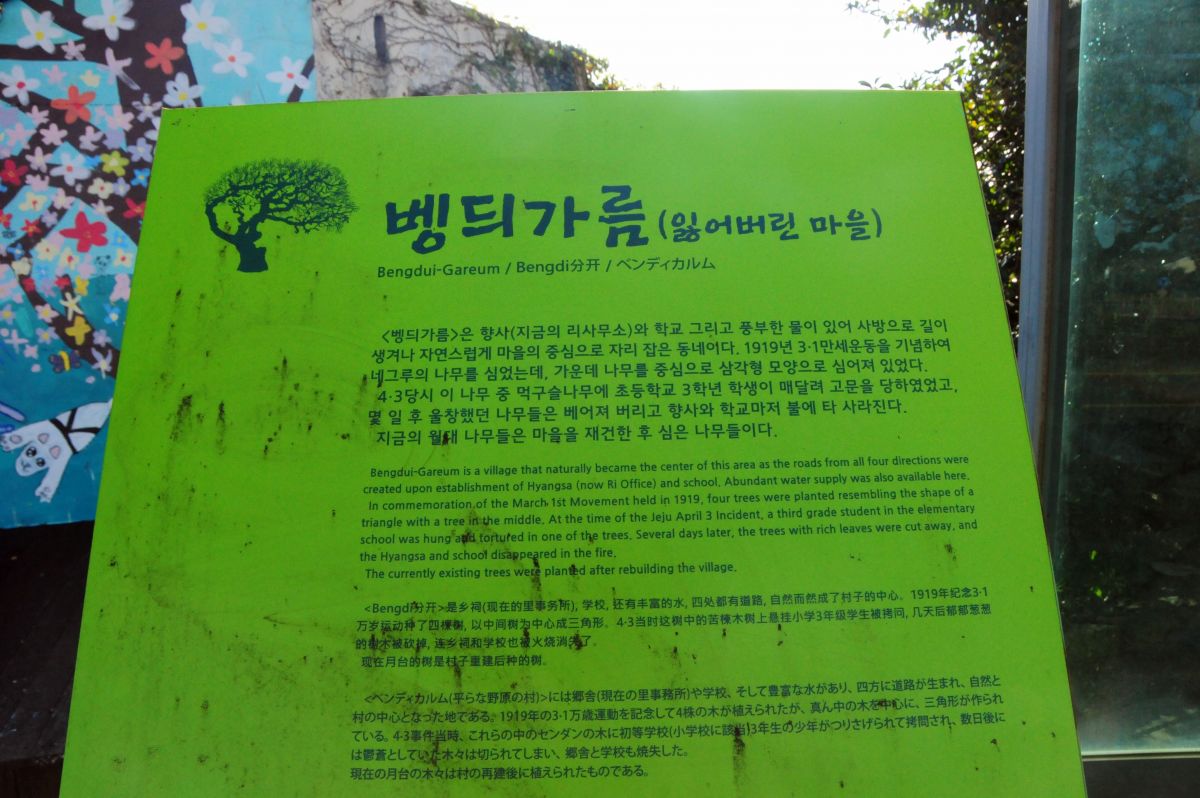 벵듸가름(잃어버린 마을)
Bengdui-Gareum / Bengdi分开 / ベンディカルム
<벵듸가름>은 향사(지금의 리사무소)와 학교 그리고 풍부한 물이 있어 사방으로 길이
생겨나 자연스럽게 마을의 중심으로 자리 잡은 동네이다. 1919년 3·1만세운동을 기념하여
네그루의 나무를 심었는데, 가운데 나무를 중심으로 삼각형 모양으로 심어져 있었다.
4·3당시 이 나무 중 먹구슬나무에 초등학교 3학년 학생이 매달려 고문을 당하였었고,
몇 일 후 울창했던 나무들은 베어져 버리고 향사와 학교마저 불에 타 사라진다.
지금의 월대 나무들은 마을을 재건한 후 심은 나무들이다.
Bengdui-Gareum is a village that naturally became the center of this area as the roads from all four directions were
created upon establishment of Hyangsa (now Ri Office) and school. Abundant water supply was also available here.
In commemoration of the March 1st Movement held in 1919, four trees were planted resembling the shape of a
triangle with a tree in the middle. At the time of the Jeju April 3 Incident, a third grade student in the elementary
school was hung and tortured in one of the trees. Several days later, the trees with rich leaves were cut away, and
the Hyangsa and school disappeared in the fire.
The currently existing trees were planted after rebuilding the village.
<Bengdi分开>是乡祠(现在的里事务所), 学校, 还有丰富的水, 四处都有道路, 自然而然成了村子的中心。1919年纪念3·1
万岁运动种了四棵树, 以中间树为中心成三角形。4·3当时这树中的苦楝木树上悬挂小学3年级学生被拷问, 几天后郁郁葱葱
的树木被砍掉, 连乡祠和学校也被火烧消失了。
现在月台的树是村子重建后种的树。
<ベンディカルム(平らな野原の村)>には郷舎(現在の里事務所)や学校、そして豊富な水があり、四方に道路が生まれ、自然と
村の中心となった地である。1919年の3·1万歳運動を記念して4株の木が植えられたが、真ん中の木を中心に、三角形が作られ
ている。4·3事件当時、これらの中のセンダンの木に初等学校(小学校に該当)3年生の少年がつりさげられて拷問され、数日後に
は鬱蒼としていた木々は切られてしまい、郷舎と学校も焼失した。
現在の月台の木々は村の再建後に植えられたものである。